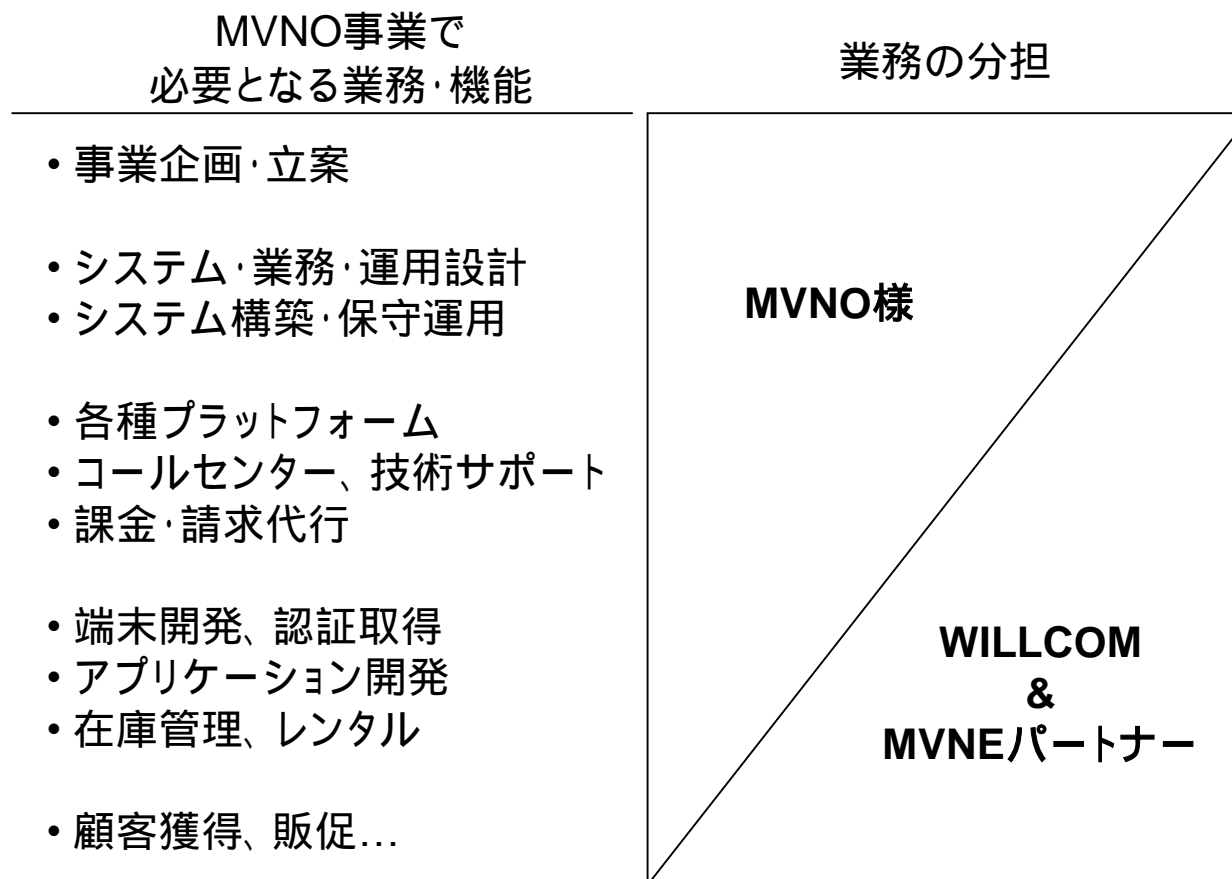 MVNO事業で
必要となる業務・機能
業務の分担
• 事業企画・立案
• システム・業務・運用設計
• システム構築・保守運用
• 各種プラットフォーム
• コールセンター、技術サポート
• 課金・請求代行
• 端末開発、認証取得
• アプリケーション開発
• 在庫管理、レンタル
• 顧客獲得、販促…
MVNO様
WILLCOM
&
MVNEパートナー